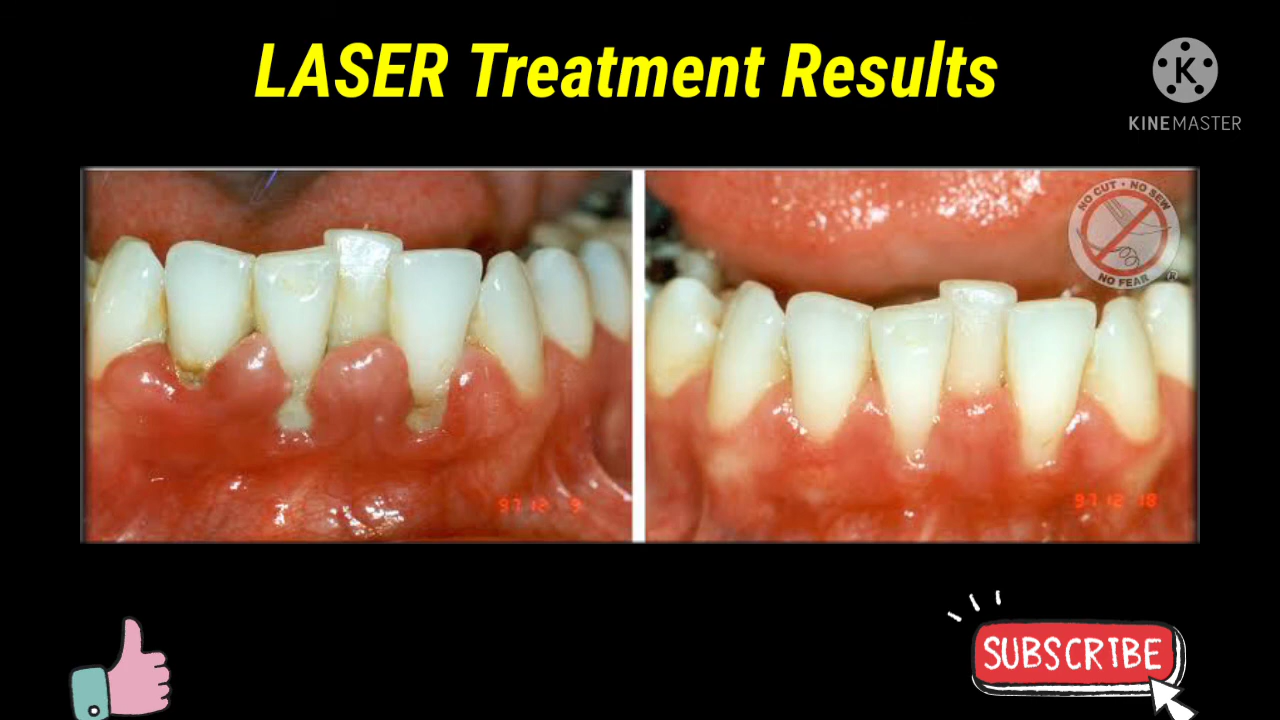 LASER Treatment Results
K
KINEMASTER
NO CUT • NO SEW
NO FEAR ®
97 12 9
97 12 18
SUBSCRIBE